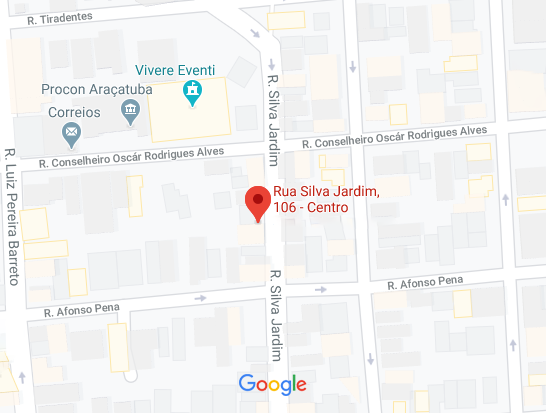 R. Tiradentes
Vivere Eventi
Procon Araçatuba
Correios
R. Silva Jardim
R. Conselheiro Oscár Rodrigues Alves
R. Conselheiro Oscár Rodrigues Alves
R. Luiz Pereira Barreto
Rua Silva Jardim,
106 - Centro
R. Silva Jardim
R. Afonso Pena
R. Afonso Pena
Google